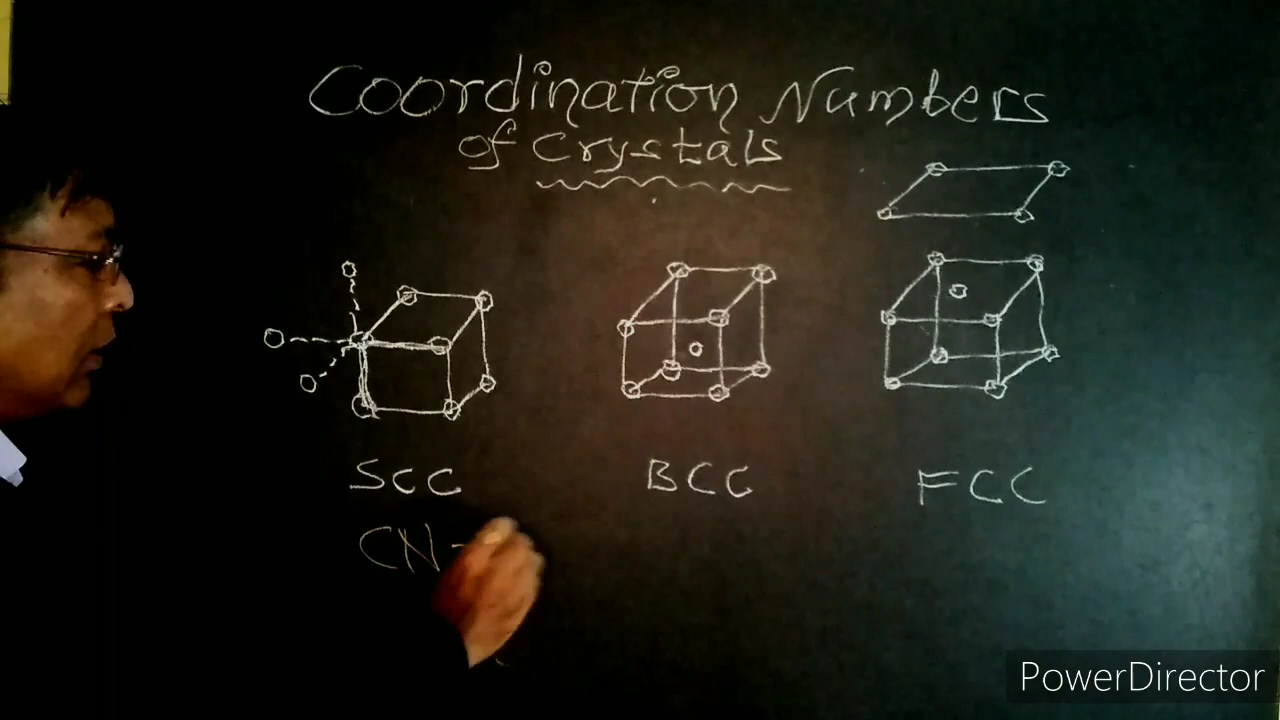 Coordination Numbers
of Crystals
SCC
BCC
FCC
CN-
PowerDirector